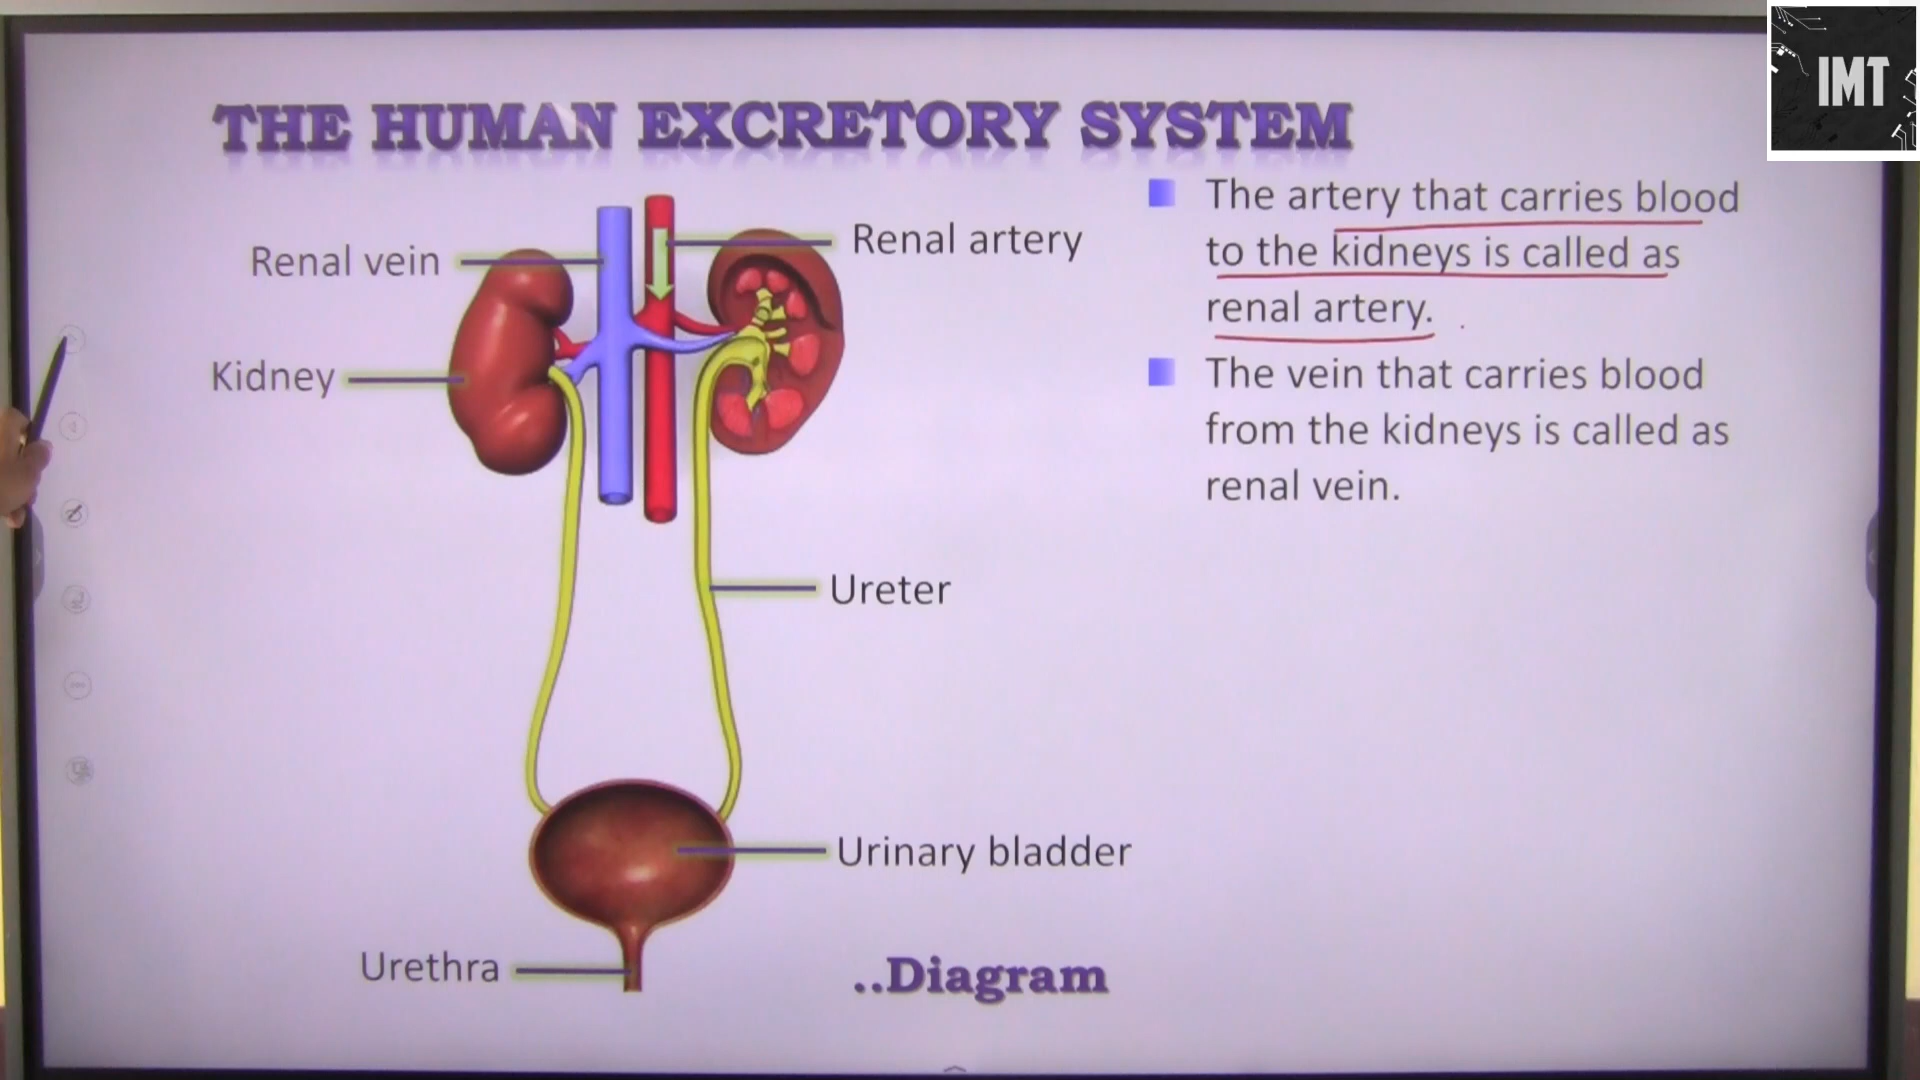 IMT
THE HUMAN EXCRETORY SYSTEM
Renal vein
Renal artery
Kidney
Ureter
Urinary bladder
Urethra
..Diagram
The artery that carries blood
to the kidneys is called as
renal artery.
The vein that carries blood
from the kidneys is called as
renal vein.